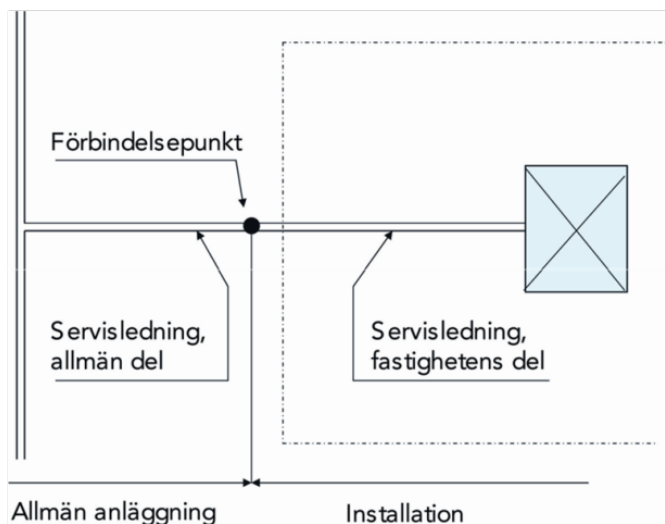 Förbindelsepunkt
Servisledning,
allmän del
Servisledning,
fastighetens del
Allmän anläggning
Installation